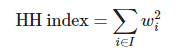 HH index = ∑_{i∈I} w_i^2